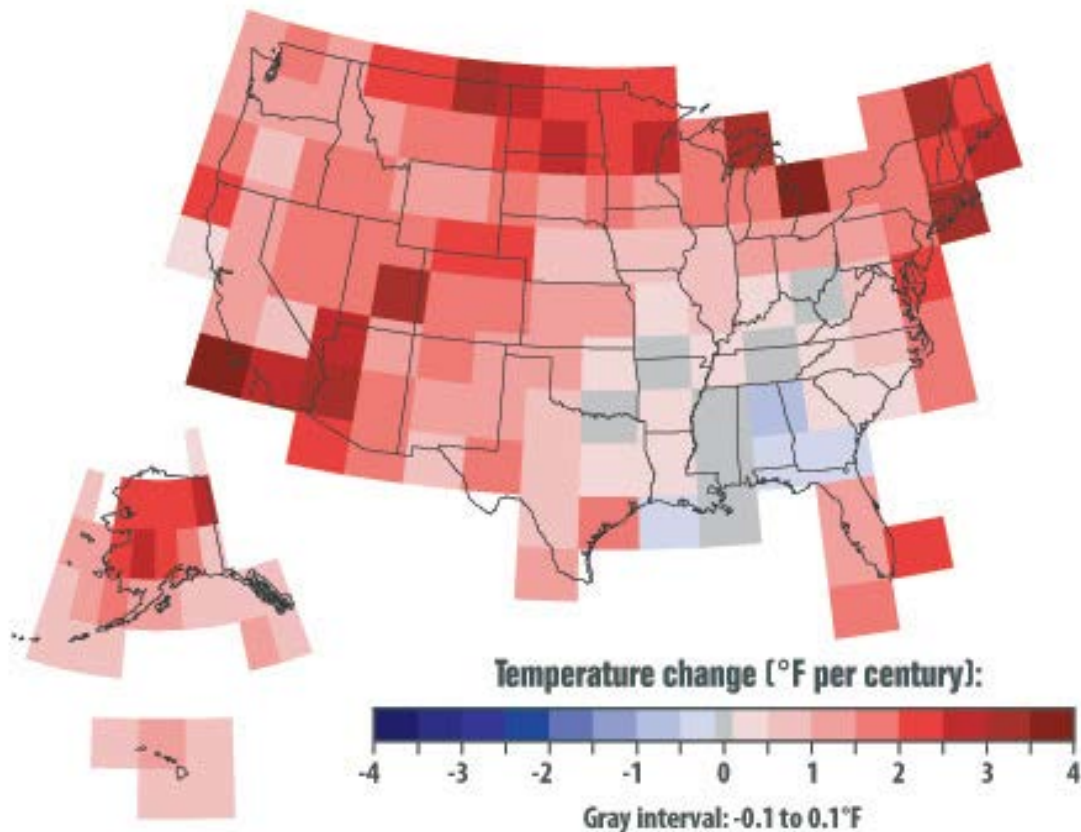 Temperature change (°F per century):
-4 -3 -2 -1 0 1 2 3 4
Gray interval: -0.1 to 0.1°F